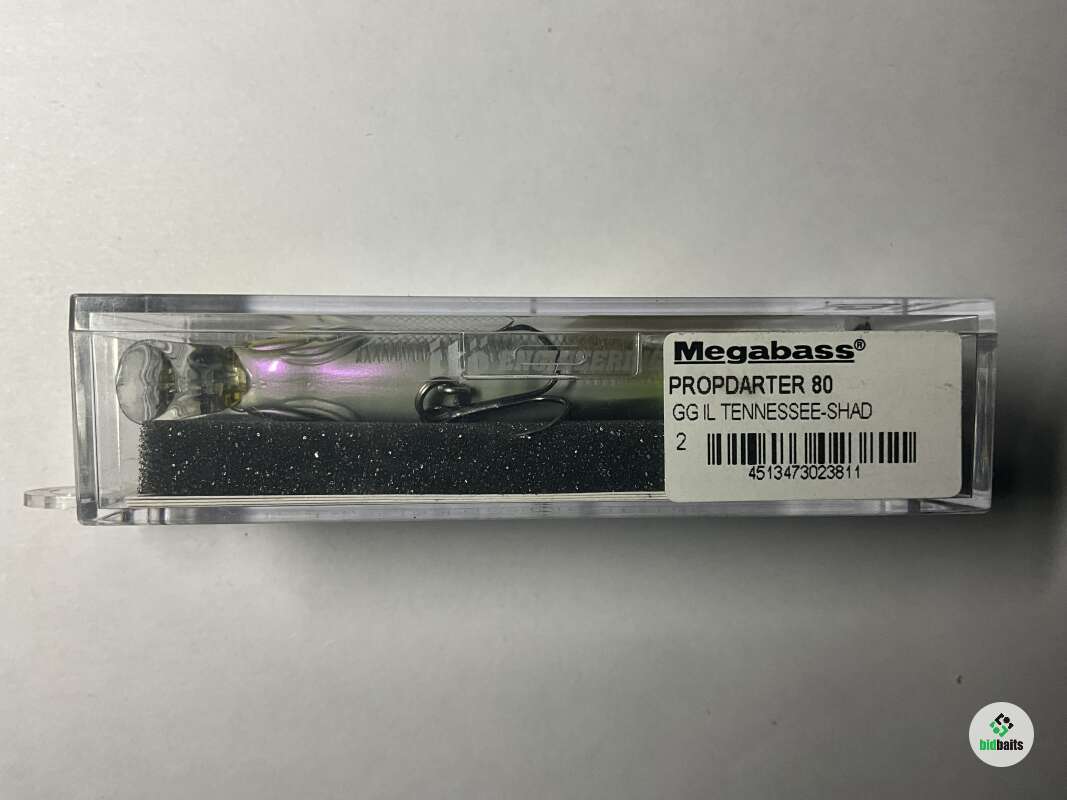 Megabass®
PROPDARTER 80
GG IL TENNESSEE-SHAD
2
4513473023811
bidbaits